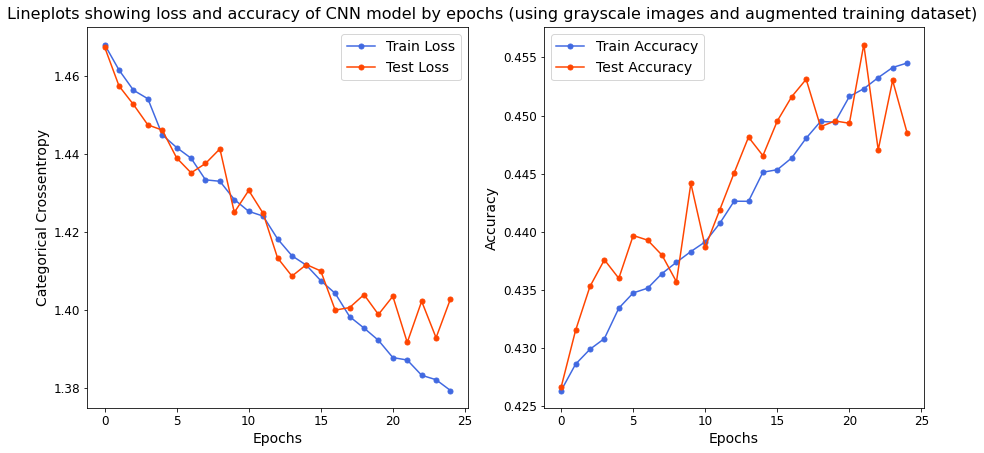 Lineplots showing loss and accuracy of CNN model by epochs (using grayscale images and augmented training dataset)
Train Loss
Test Loss
Categorical Crossentropy
1.46
1.44
1.42
1.40
1.38
0 5 10 15 20 25
Epochs
Train Accuracy
Test Accuracy
Accuracy
0.455
0.450
0.445
0.440
0.435
0.430
0.425
0 5 10 15 20 25
Epochs